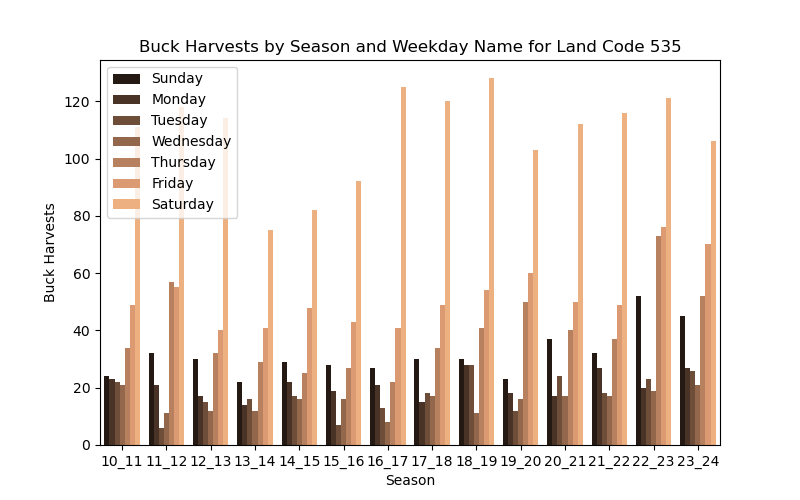 Buck Harvests by Season and Weekday Name for Land Code 535
Sunday
Monday
Tuesday
Wednesday
Thursday
Friday
Saturday
Buck Harvests
120
100
80
60
40
20
0
10_11 11_12 12_13 13_14 14_15 15_16 16_17 17_18 18_19 19_20 20_21 21_22 22_23 23_24
Season